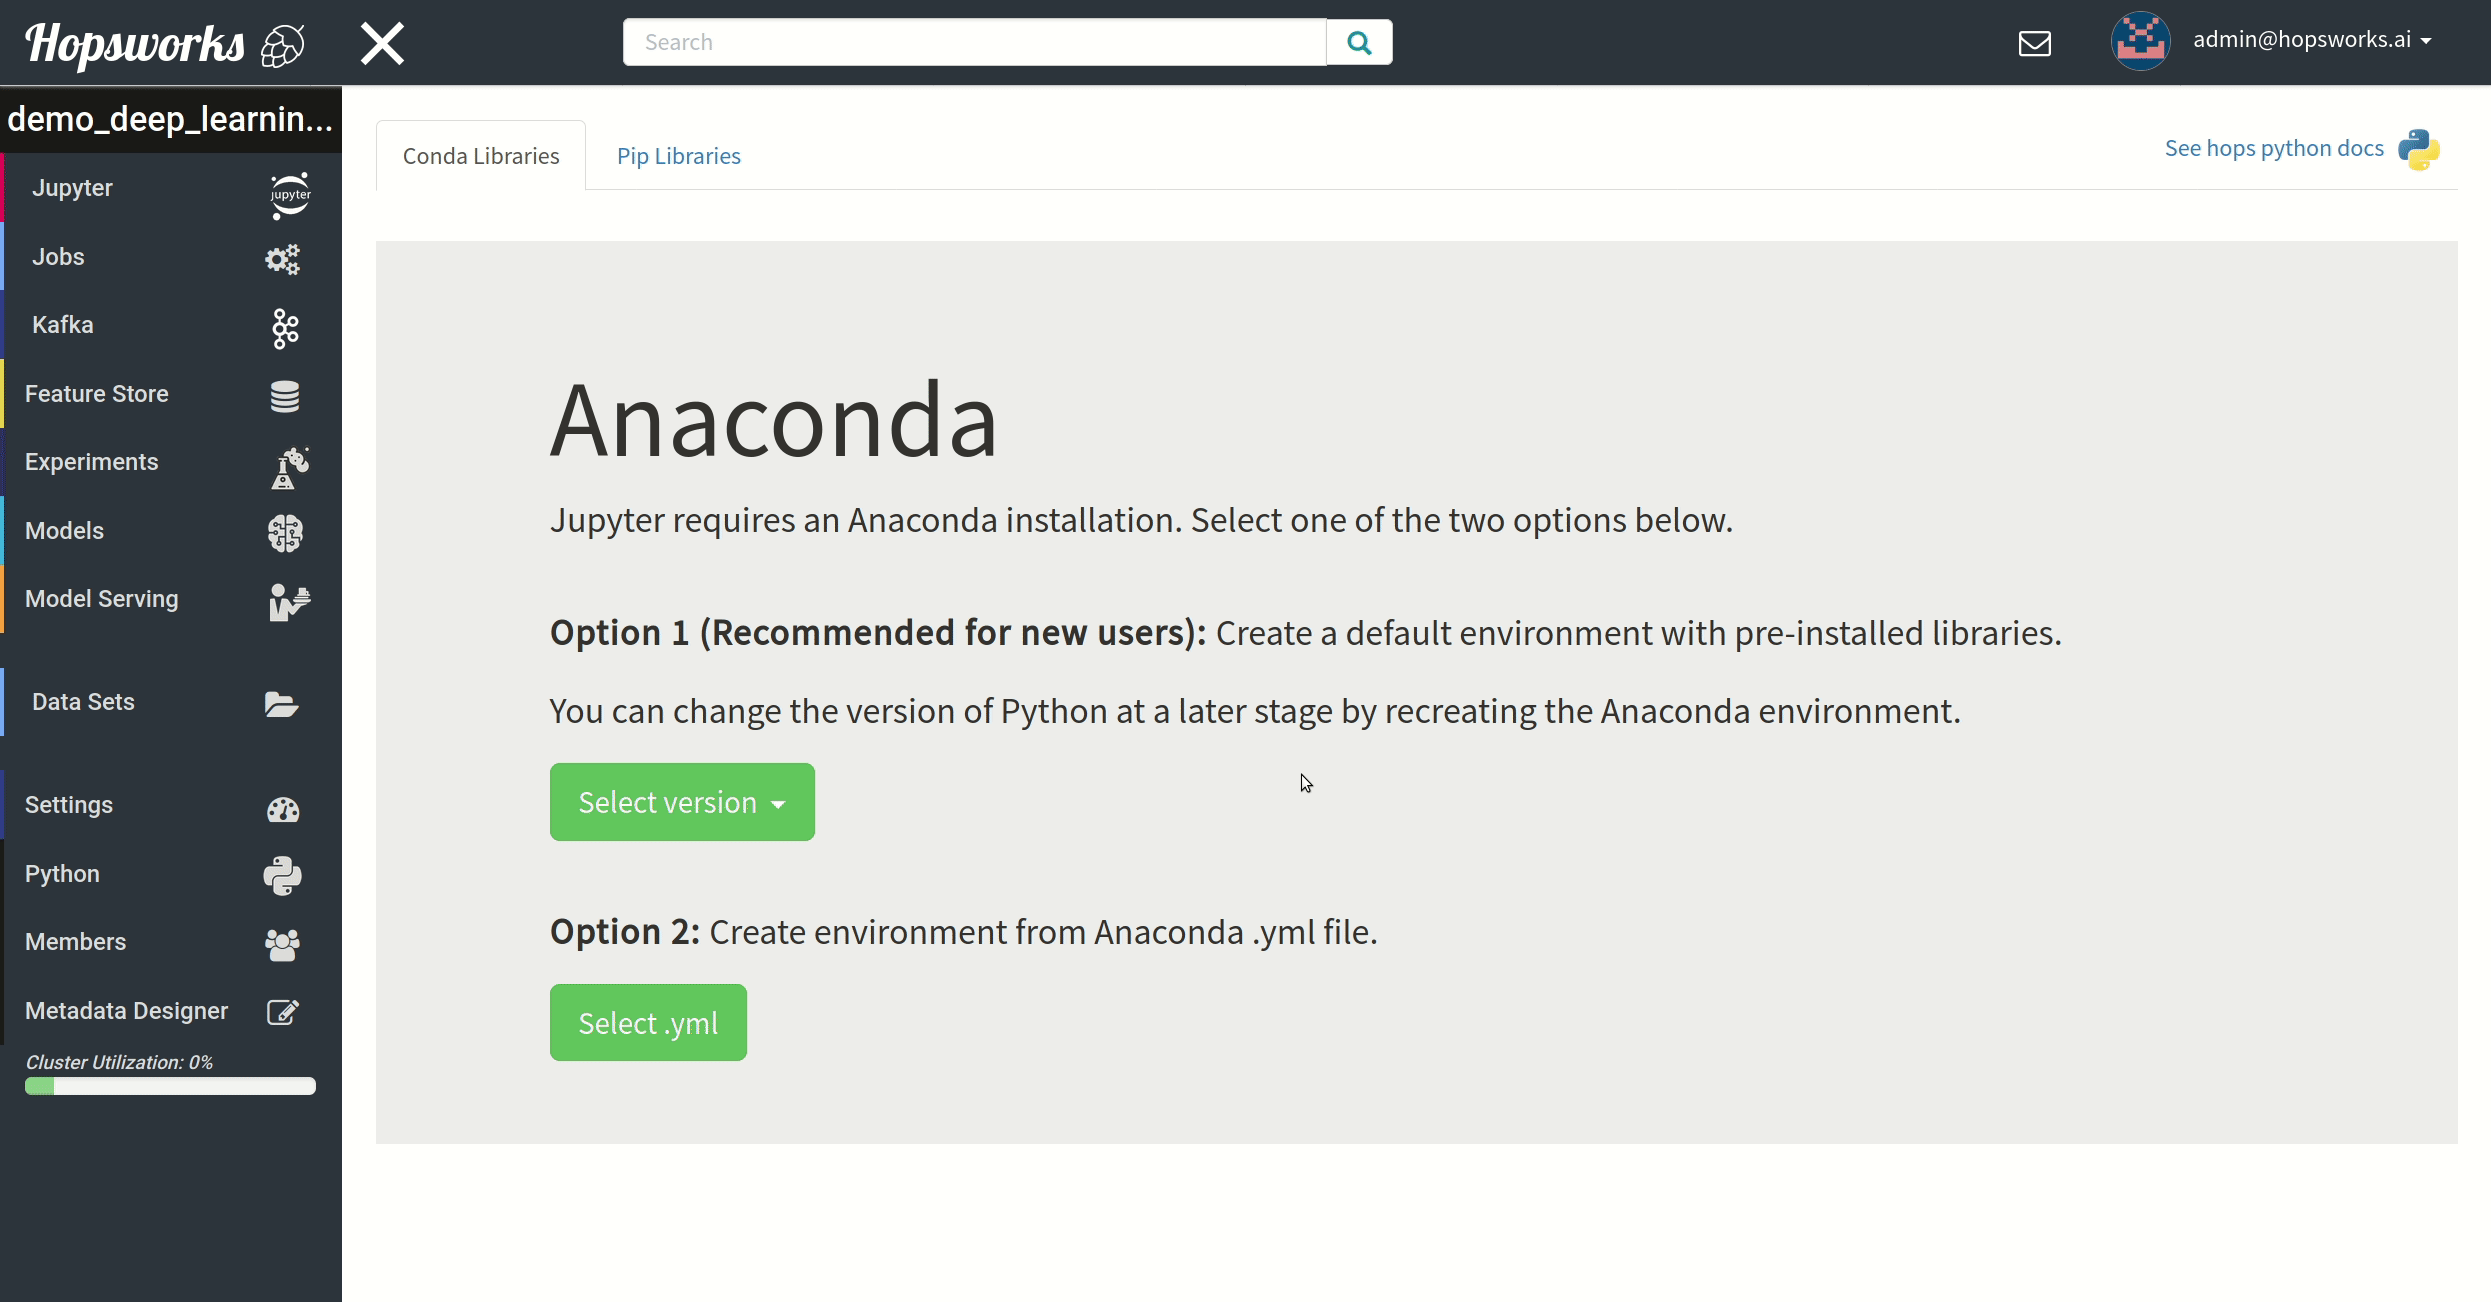 Hopsworks
Search
admin@hopsworks.ai
demo_deep_learnin...
Jupyter
jupyter
Jobs
Kafka
Feature Store
Experiments
Models
Model Serving
Data Sets
Settings
Python
Members
Metadata Designer
Cluster Utilization: 0%
Conda Libraries
Pip Libraries
See hops python docs
Anaconda
Jupyter requires an Anaconda installation. Select one of the two options below.
Option 1 (Recommended for new users): Create a default environment with pre-installed libraries.
You can change the version of Python at a later stage by recreating the Anaconda environment.
Select version
Option 2: Create environment from Anaconda .yml file.
Select .yml